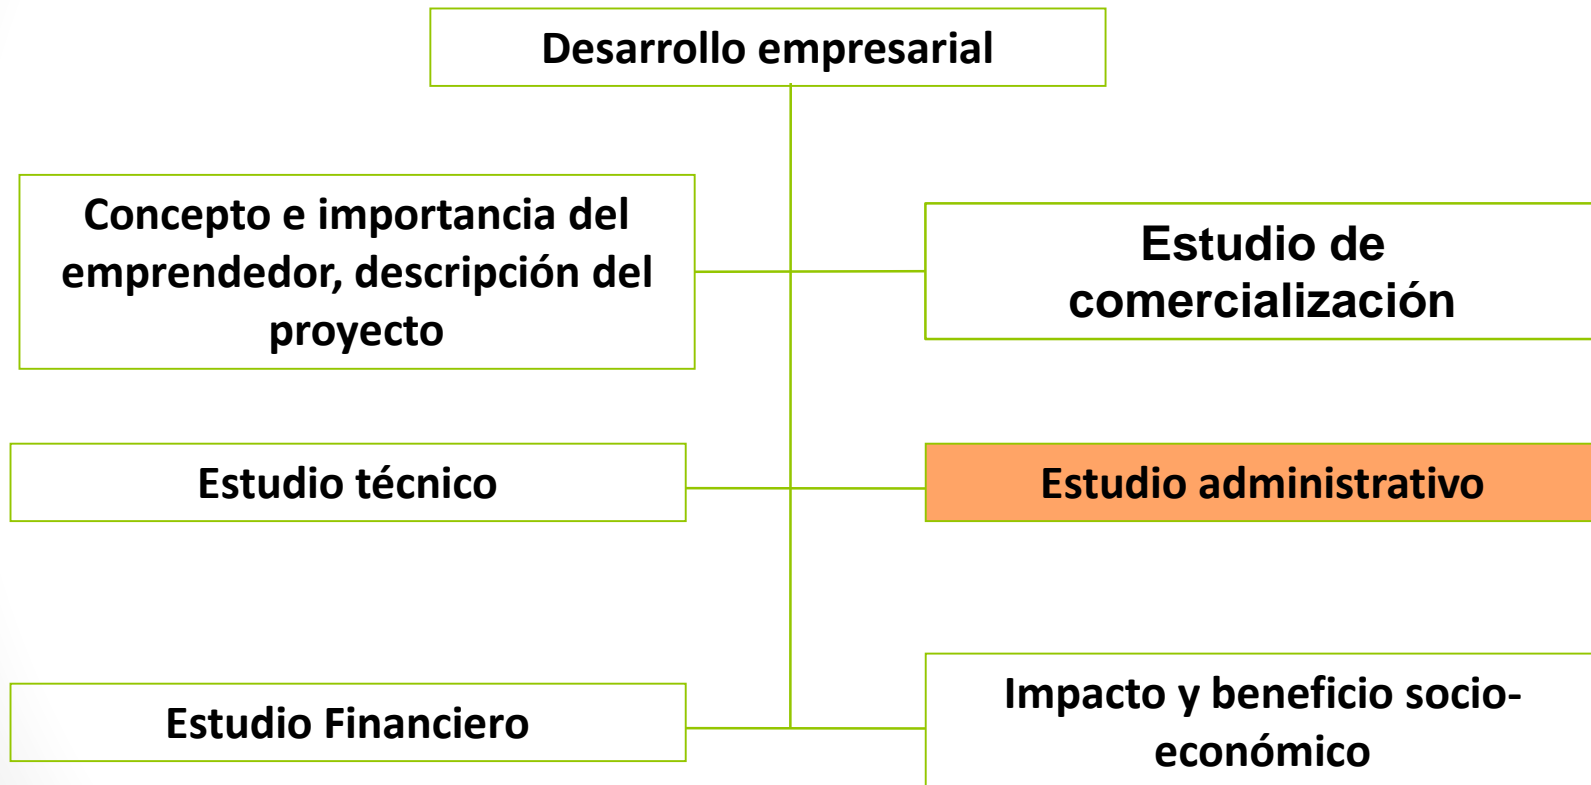 Desarrollo empresarial
Concepto e importancia del
emprendedor, descripción del
proyecto
Estudio de
comercialización
Estudio técnico
Estudio administrativo
Estudio Financiero
Impacto y beneficio socio-
económico